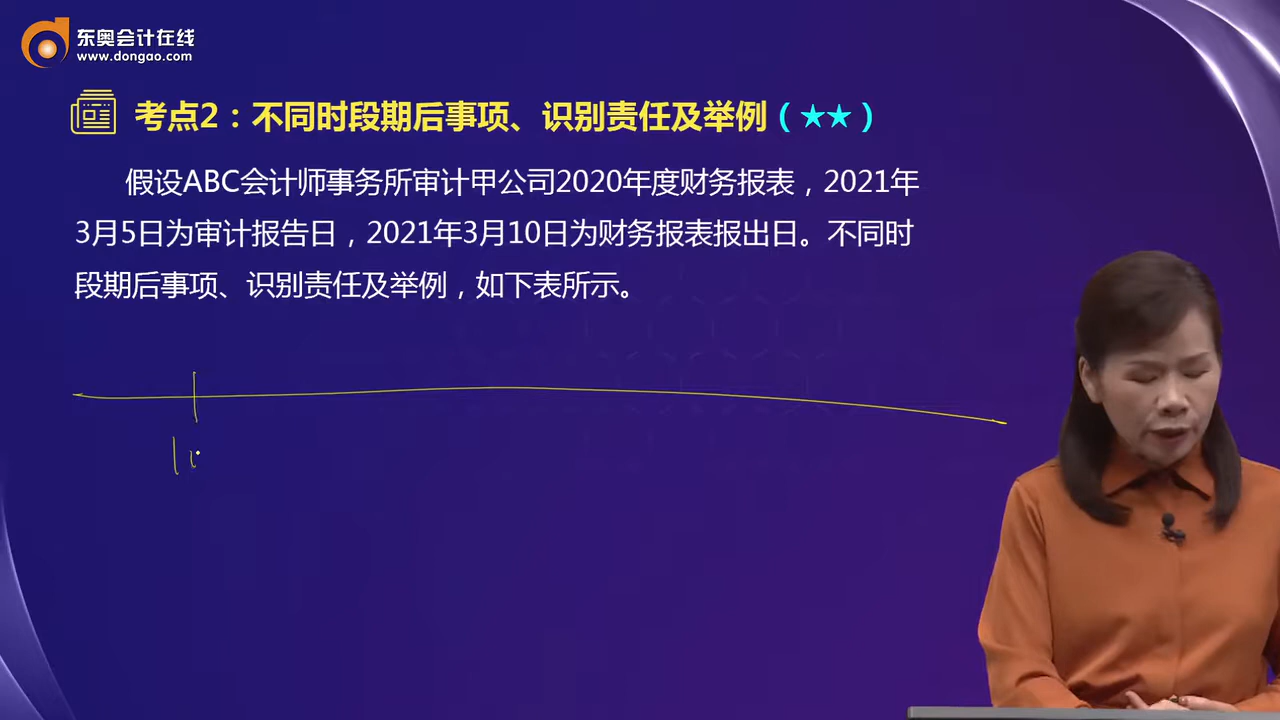 东奥会计在线
www.dongao.com
考点2：不同时段期后事项、识别责任及举例（★★）
假设ABC会计师事务所审计甲公司2020年度财务报表，2021年
3月5日为审计报告日，2021年3月10日为财务报表报出日。不同时
段期后事项、识别责任及举例，如下表所示。